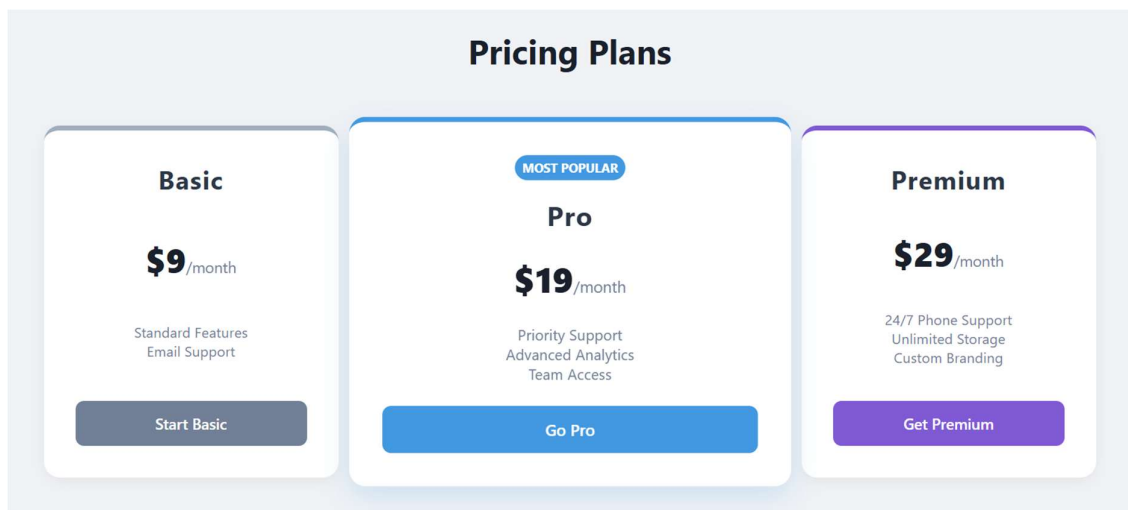 Pricing Plans
Basic
$9/month
Standard Features
Email Support
Start Basic
MOST POPULAR
Pro
$19/month
Priority Support
Advanced Analytics
Team Access
Go Pro
Premium
$29/month
24/7 Phone Support
Unlimited Storage
Custom Branding
Get Premium